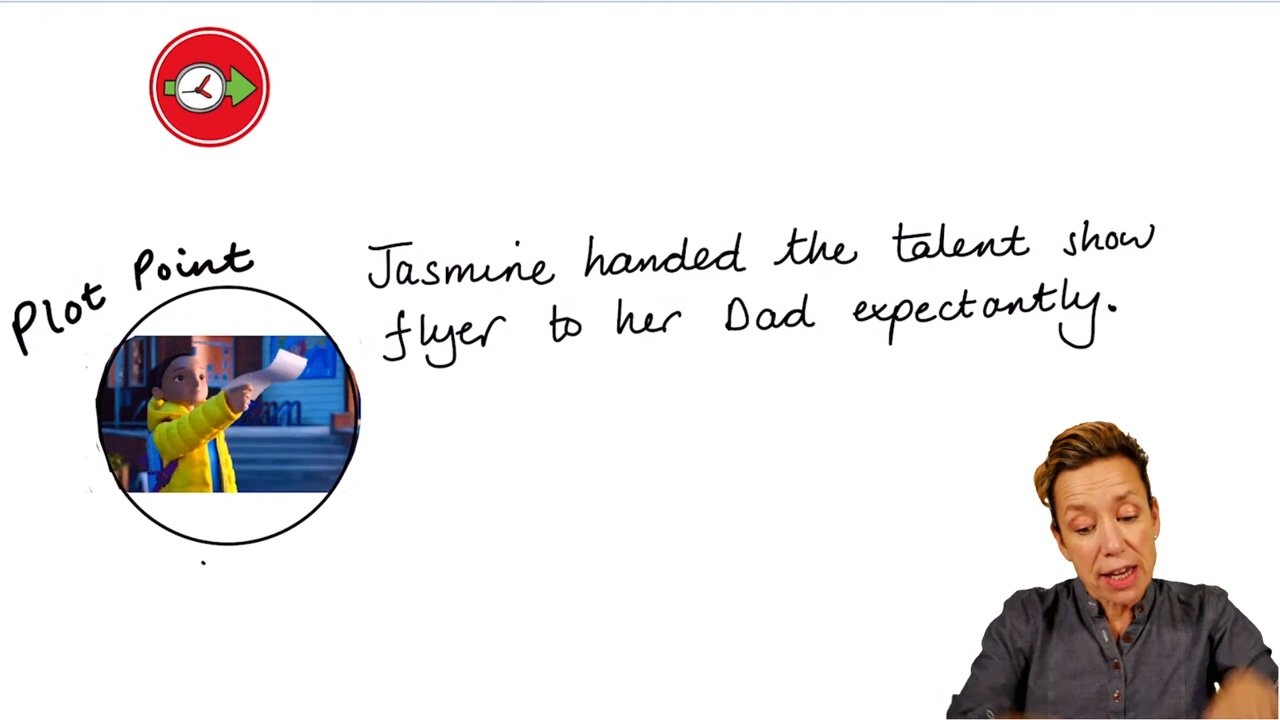 Plot Point
Jasmine handed the talent show
flyer to her Dad expectantly.